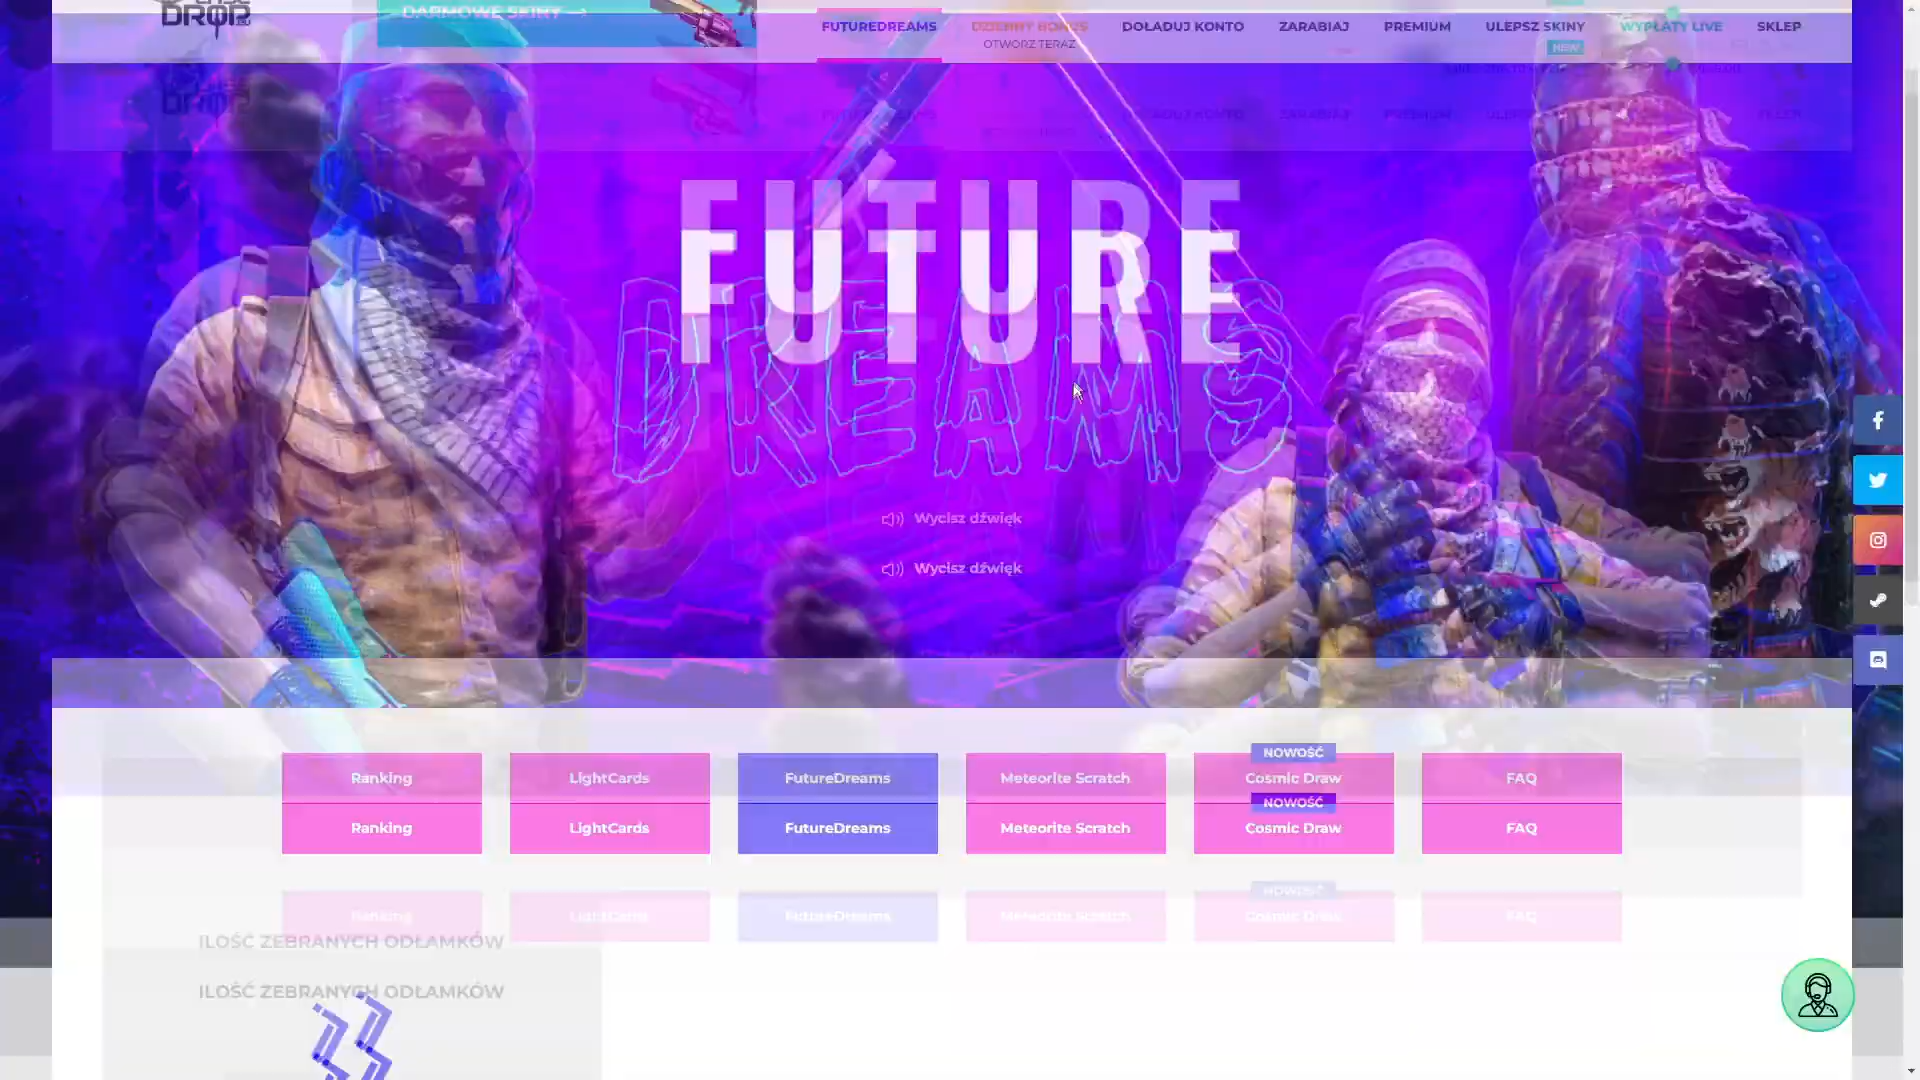 DROP
DARMOWE SKINY →
FUTUREDREAMS
DZIENNY BONUS
OTWÓRZ TERAZ
DOŁADUJ KONTO
ZARABIAJ
PREMIUM
ULEPSZ SKINY
NEW
WYPŁATY LIVE
SKLEP
FUTURE
DREAMS
Wycisz dźwięk
Wycisz dźwięk
Ranking
LightCards
FutureDreams
Meteorite Scratch
NOWOŚĆ
Cosmic Draw
FAQ
Ranking
LightCards
FutureDreams
Meteorite Scratch
NOWOŚĆ
Cosmic Draw
FAQ
Ranking
LightCards
FutureDreams
Meteorite Scratch
NOWOŚĆ
Cosmic Draw
FAQ
ILOŚĆ ZEBRANYCH ODŁAMKÓW
ILOŚĆ ZEBRANYCH ODŁAMKÓW